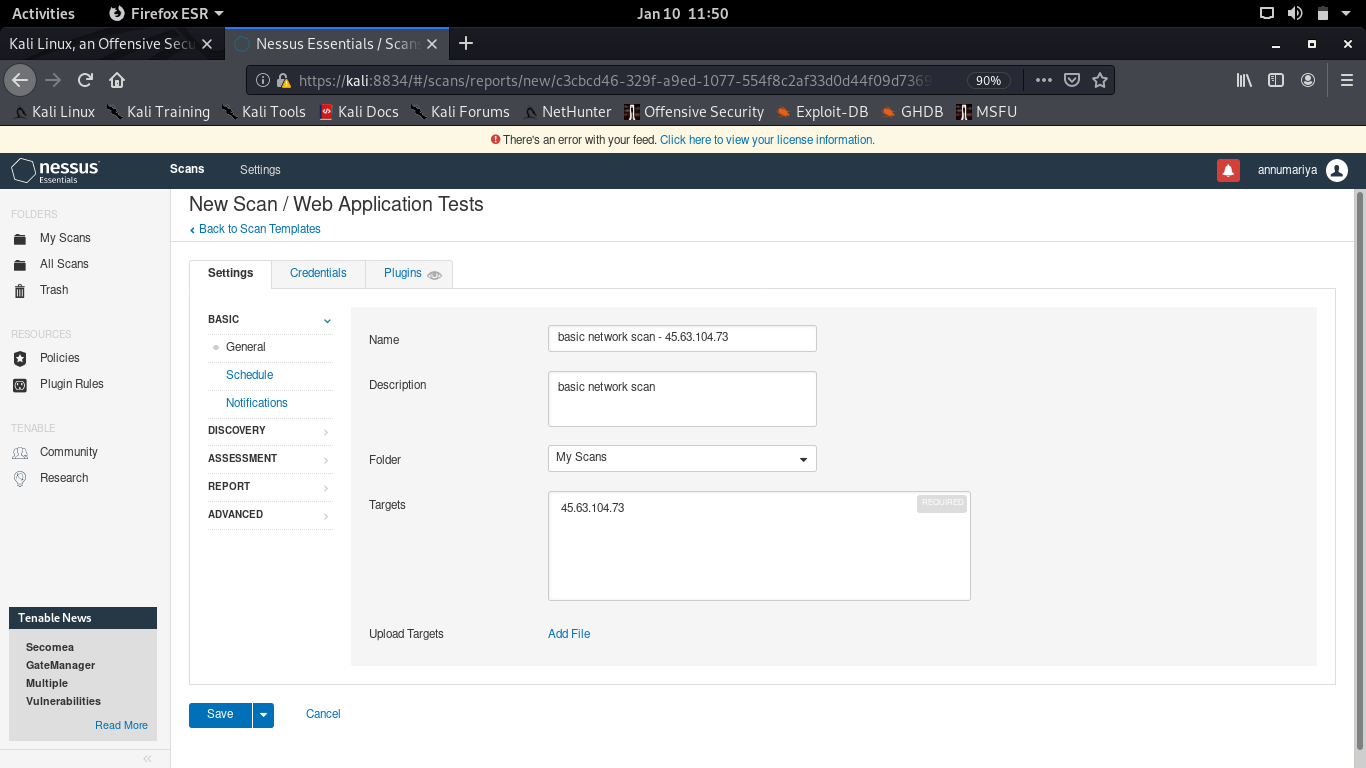 Activities Firefox ESR Jan 10 11:50
Kali Linux, an Offensive Secu Nessus Essentials / Scans
https://kali:8834/#/scans/reports/new/c3cbcd46-329f-a9ed-1077-554f8c2af33d0d44f09d7369 90%
Kali Linux Kali Training Kali Tools Kali Docs Kali Forums NetHunter Offensive Security Exploit-DB GHDB MSFU
There's an error with your feed. Click here to view your license information.
nessus Essentials Scans Settings annumariya
FOLDERS
My Scans
All Scans
Trash
RESOURCES
Policies
Plugin Rules
TENABLE
Community
Research
Tenable News
Secomea
GateManager
Multiple
Vulnerabilities
Read More
New Scan / Web Application Tests
Back to Scan Templates
Settings Credentials Plugins
BASIC
General
Schedule
Notifications
DISCOVERY
ASSESSMENT
REPORT
ADVANCED
Name basic network scan - 45.63.104.73
Description basic network scan
Folder My Scans
Targets 45.63.104.73 REQUIRED
Upload Targets Add File
Save Cancel